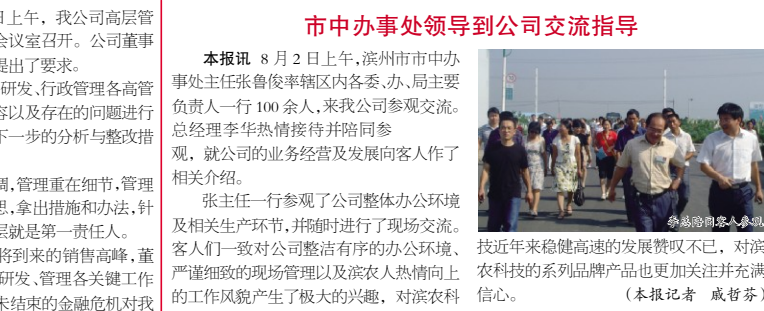 日上午，我公司高层管
会议室召开。公司董事
提出了要求。
研发、行政管理各高管
容以及存在的问题进行
下一步的分析与整改措
调，管理重在细节，管理
思，拿出措施和办法，针
层就是第一责任人。
将到来的销售高峰，董
研发、管理各关键工作
未结束的金融危机对我
市中办事处领导到公司交流指导
本报讯 8月2日上午，滨州市市中办
事处主任张鲁俊率辖区内各委、办、局主要
负责人一行100余人，来我公司参观交流。
总经理李华热情接待并陪同参
观，就公司的业务经营及发展向客人作了
相关介绍。
张主任一行参观了公司整体办公环境
及相关生产环节，并随时进行了现场交流。
客人们一致对公司整洁有序的办公环境、
严谨细致的现场管理以及滨农人热情向上
的工作风貌产生了极大的兴趣，对滨农科
李总陪同客人参观
技近年来稳健高速的发展赞叹不已，对滨
农科技的系列品牌产品也更加关注并充满
信心。 （本报记者 戚哲芬）